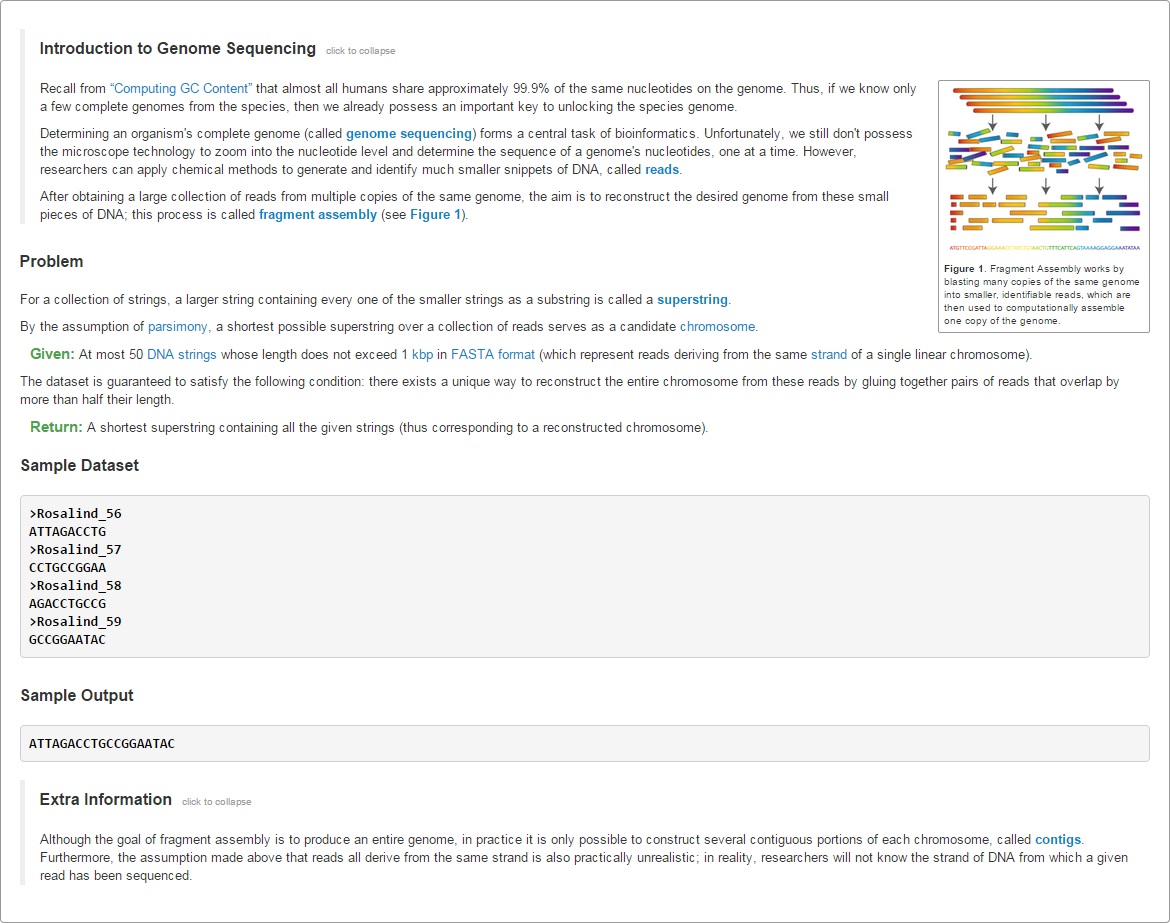 Introduction to Genome Sequencing click to collapse
Recall from “Computing GC Content” that almost all humans share approximately 99.9% of the same nucleotides on the genome. Thus, if we know only
a few complete genomes from the species, then we already possess an important key to unlocking the species genome.
Determining an organism's complete genome (called genome sequencing) forms a central task of bioinformatics. Unfortunately, we still don't possess
the microscope technology to zoom into the nucleotide level and determine the sequence of a genome's nucleotides, one at a time. However,
researchers can apply chemical methods to generate and identify much smaller snippets of DNA, called reads.
After obtaining a large collection of reads from multiple copies of the same genome, the aim is to reconstruct the desired genome from these small
pieces of DNA; this process is called fragment assembly (see Figure 1).
Figure 1. Fragment Assembly works by
blasting many copies of the same genome
into smaller, identifiable reads, which are
then used to computationally assemble
one copy of the genome.
Problem
For a collection of strings, a larger string containing every one of the smaller strings as a substring is called a superstring.
By the assumption of parsimony, a shortest possible superstring over a collection of reads serves as a candidate chromosome.
Given: At most 50 DNA strings whose length does not exceed 1 kbp in FASTA format (which represent reads deriving from the same strand of a single linear chromosome).
The dataset is guaranteed to satisfy the following condition: there exists a unique way to reconstruct the entire chromosome from these reads by gluing together pairs of reads that overlap by
more than half their length.
Return: A shortest superstring containing all the given strings (thus corresponding to a reconstructed chromosome).
Sample Dataset
>Rosalind_56
ATTAGACCTG
>Rosalind_57
CCTGCCGGAA
>Rosalind_58
AGACCTGCCG
>Rosalind_59
GCCGGAATAC
Sample Output
ATTAGACCTGCCGGAATAC
Extra Information click to collapse
Although the goal of fragment assembly is to produce an entire genome, in practice it is only possible to construct several contiguous portions of each chromosome, called contigs.
Furthermore, the assumption made above that reads all derive from the same strand is also practically unrealistic; in reality, researchers will not know the strand of DNA from which a given
read has been sequenced.